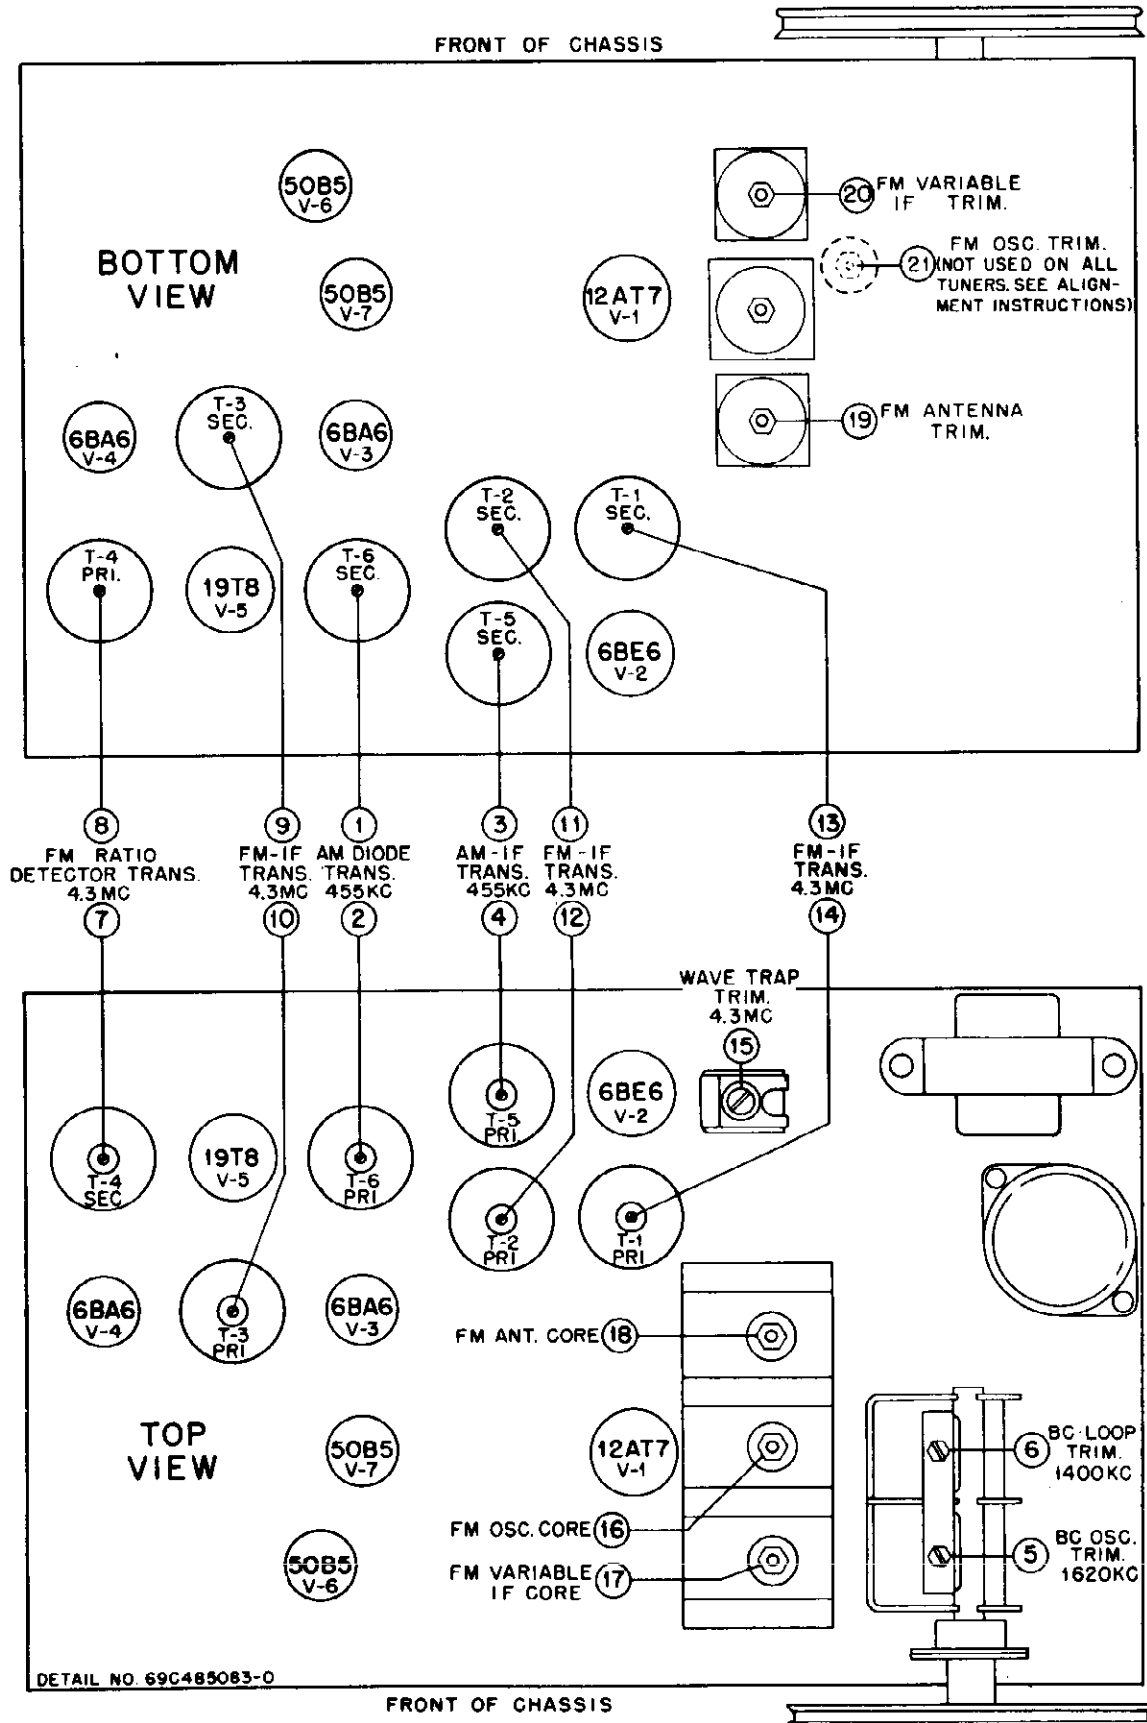 FRONT OF CHASSIS
50B5
V-6
BOTTOM
VIEW
50B5
V-7
12AT7
V-1
20
FM VARIABLE
IF TRIM.
21
FM OSC. TRIM.
(NOT USED ON ALL
TUNERS. SEE ALIGN-
MENT INSTRUCTIONS)
19
FM ANTENNA
TRIM.
6BA6
V-4
T-3
SEC.
6BA6
V-3
T-2
SEC.
T-1
SEC.
T-4
PRI.
19T8
V-5
T-6
SEC.
T-5
SEC.
6BE6
V-2
8
FM RATIO
DETECTOR TRANS.
4.3MC
7
9
FM-IF
TRANS.
4.3MC
10
1
AM DIODE
TRANS.
455KC
2
3
AM-IF
TRANS.
455KC
4
11
FM-IF
TRANS.
4.3MC
12
13
FM-IF
TRANS.
4.3MC
14
WAVE TRAP
TRIM.
4.3MC
15
T-5
PRI.
6BE6
V-2
T-4
SEC
19T8
V-5
T-6
PRI
T-2
PRI
T-1
PRI
6BA6
V-4
T-3
PRI
6BA6
V-3
FM ANT. CORE 18
TOP
VIEW
50B5
V-7
12AT7
V-1
6
BC LOOP
TRIM.
1400KC
FM OSC. CORE 16
5
BC OSC.
TRIM.
1620KC
50B5
V-6
FM VARIABLE
IF CORE
17
DETAIL NO. 69C485083-0
FRONT OF CHASSIS